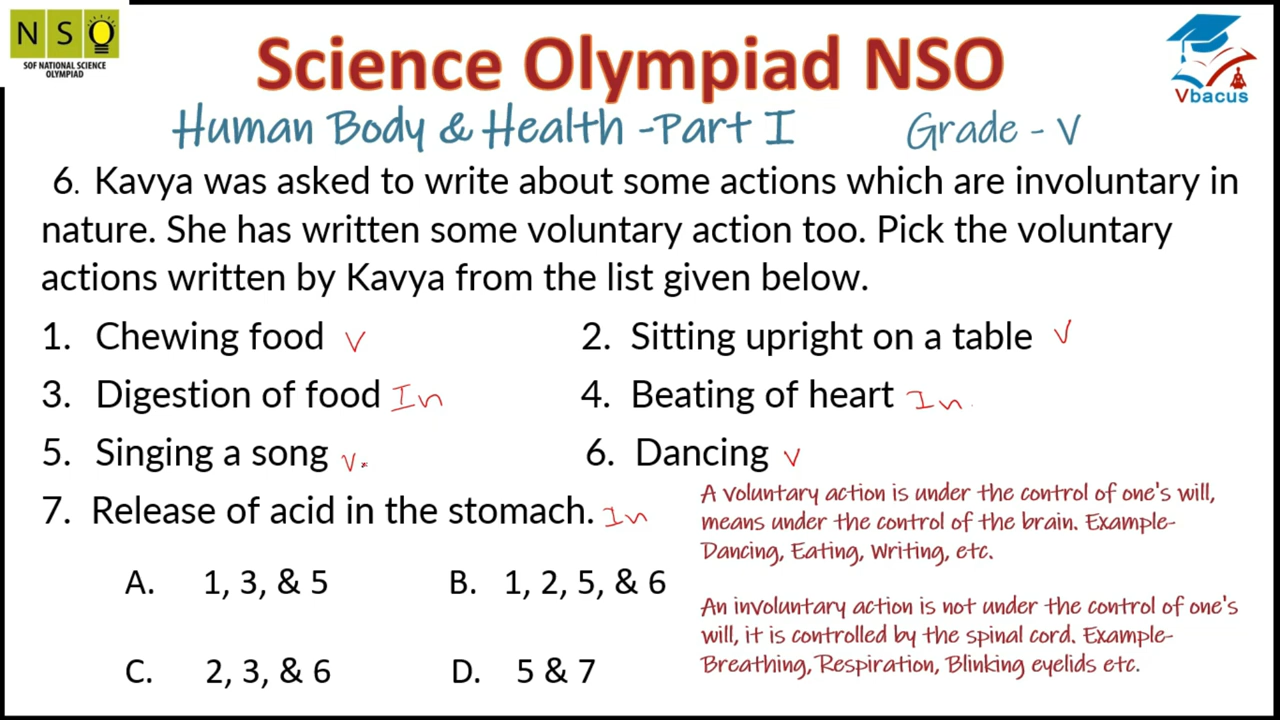 NSO
SOF NATIONAL SCIENCE
OLYMPIAD
Science Olympiad NSO
Vbacus
Human Body & Health -Part I Grade - V
6. Kavya was asked to write about some actions which are involuntary in
nature. She has written some voluntary action too. Pick the voluntary
actions written by Kavya from the list given below.
1. Chewing food V 2. Sitting upright on a table V
3. Digestion of food In 4. Beating of heart In
5. Singing a song V. 6. Dancing V
7. Release of acid in the stomach. In
A voluntary action is under the control of one's will,
means under the control of the brain. Example-
Dancing, Eating, Writing, etc.
A. 1, 3, & 5 B. 1, 2, 5, & 6
An involuntary action is not under the control of one's
will, it is controlled by the spinal cord. Example-
Breathing, Respiration, Blinking eyelids etc.
C. 2, 3, & 6 D. 5 & 7